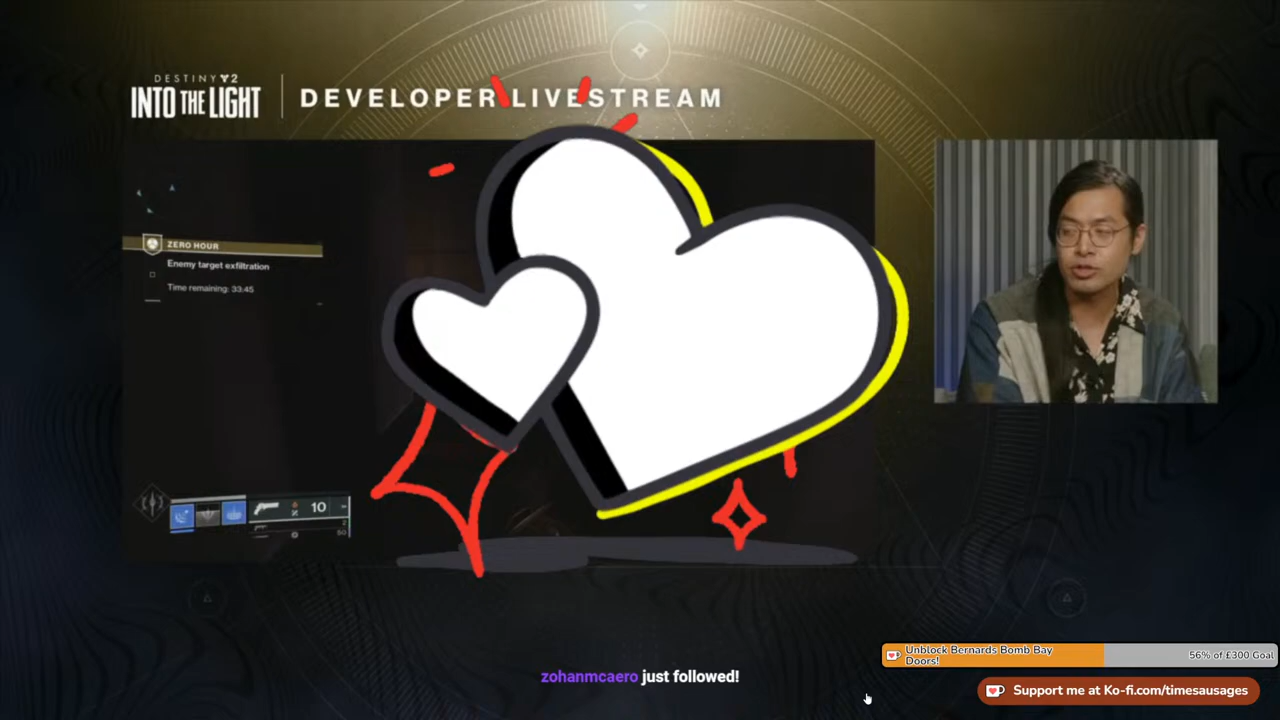 DESTINY 2
INTO THE LIGHT
DEVELOPER LIVESTREAM
ZERO HOUR
Enemy target exfiltration
Time remaining: 33:45
10
Unblock Bernards Bomb Bay
Doors!
56% of £300 Goal
zohanmcaero just followed!
Support me at Ko-fi.com/timesausages